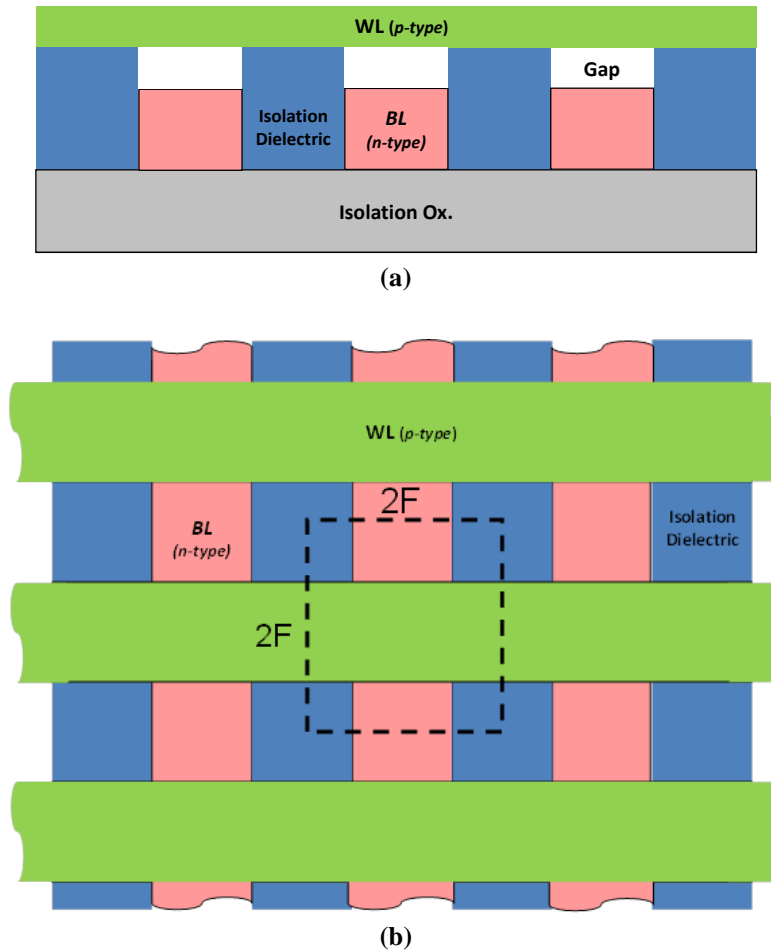 WL (p-type)
Gap
Isolation
Dielectric
BL
(n-type)
Isolation Ox.
(a)
WL (p-type)
2F
BL
(n-type)
Isolation
Dielectric
2F
(b)